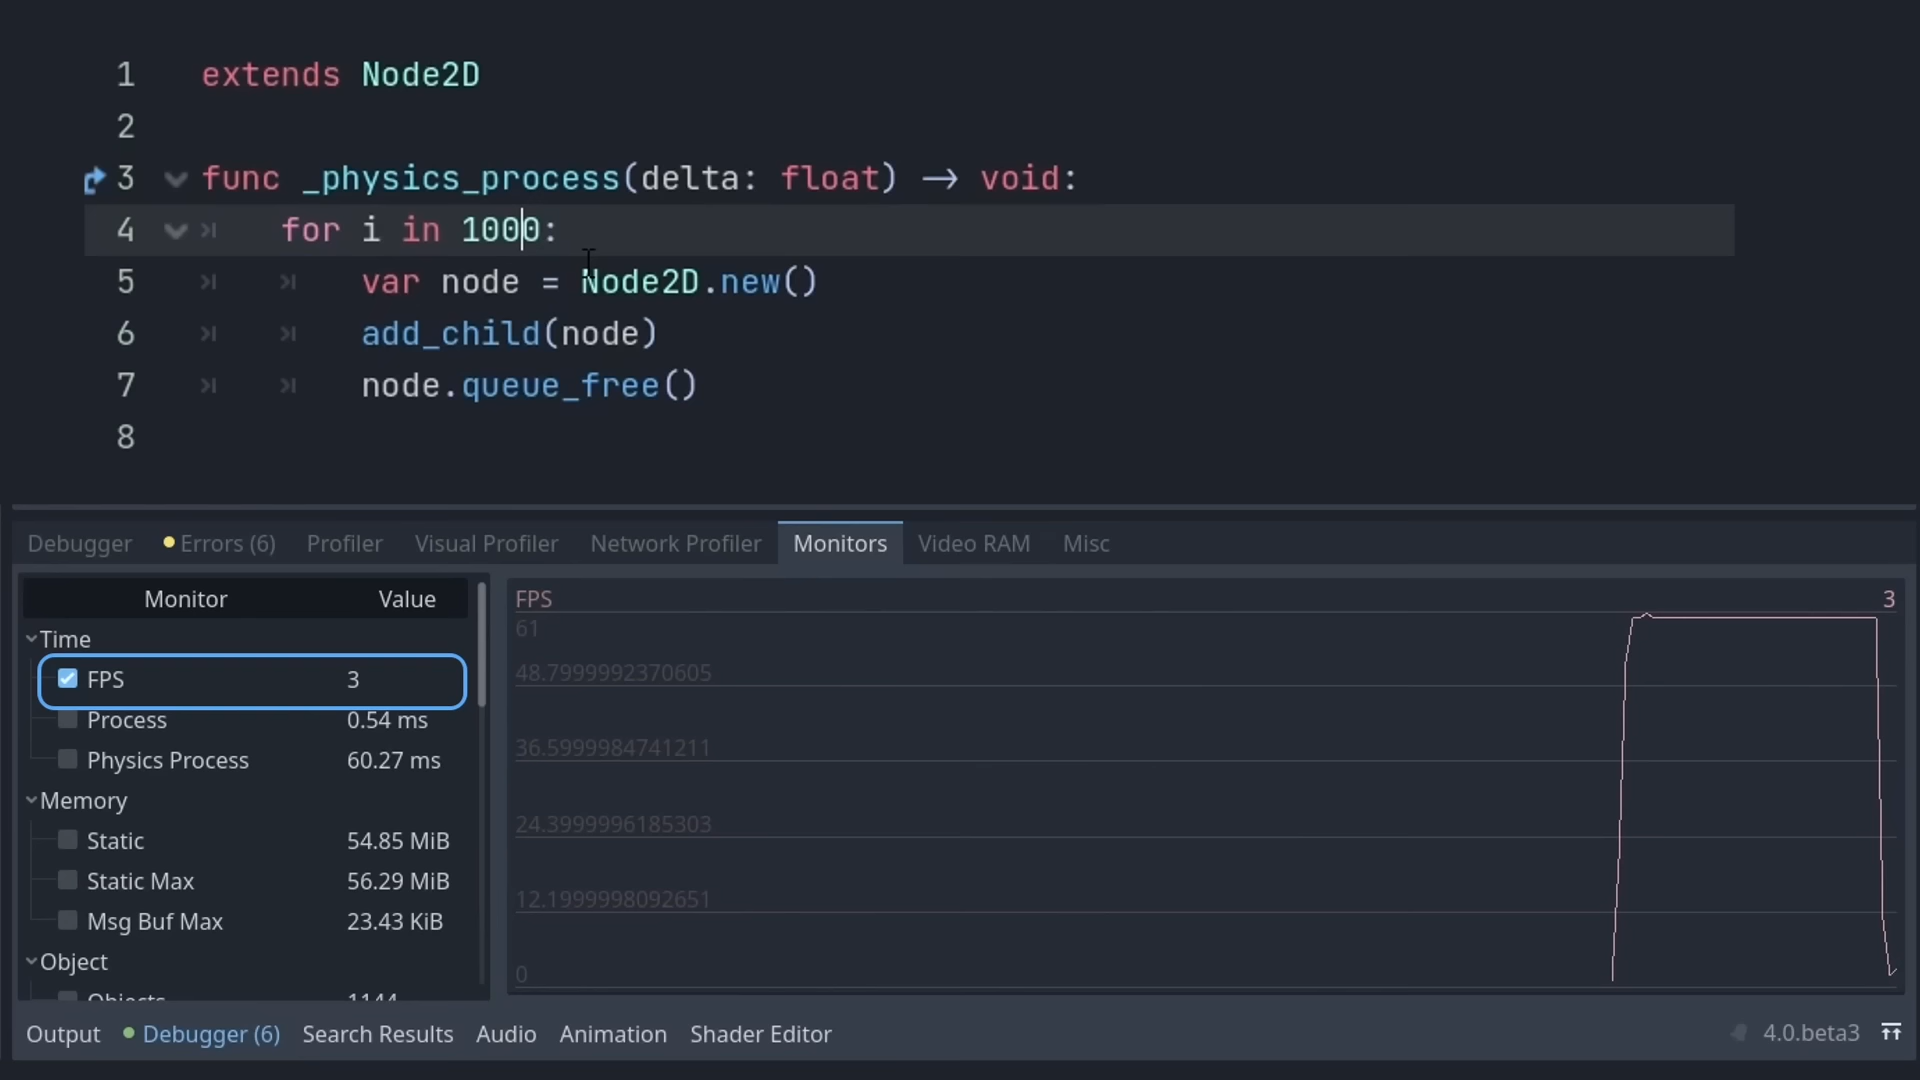 1 extends Node2D
2
3 func _physics_process(delta: float) -> void:
4 for i in 1000:
5 var node = Node2D.new()
6 add_child(node)
7 node.queue_free()
8
Debugger Errors (6) Profiler Visual Profiler Network Profiler Monitors Video RAM Misc
Monitor Value
Time
FPS 3
Process 0.54 ms
Physics Process 60.27 ms
Memory
Static 54.85 MiB
Static Max 56.29 MiB
Msg Buf Max 23.43 KiB
Object
Objects 1144
FPS 3
61
48.7999992370605
36.5999984741211
24.3999996185303
12.1999998092651
0
Output Debugger (6) Search Results Audio Animation Shader Editor 4.0.beta3